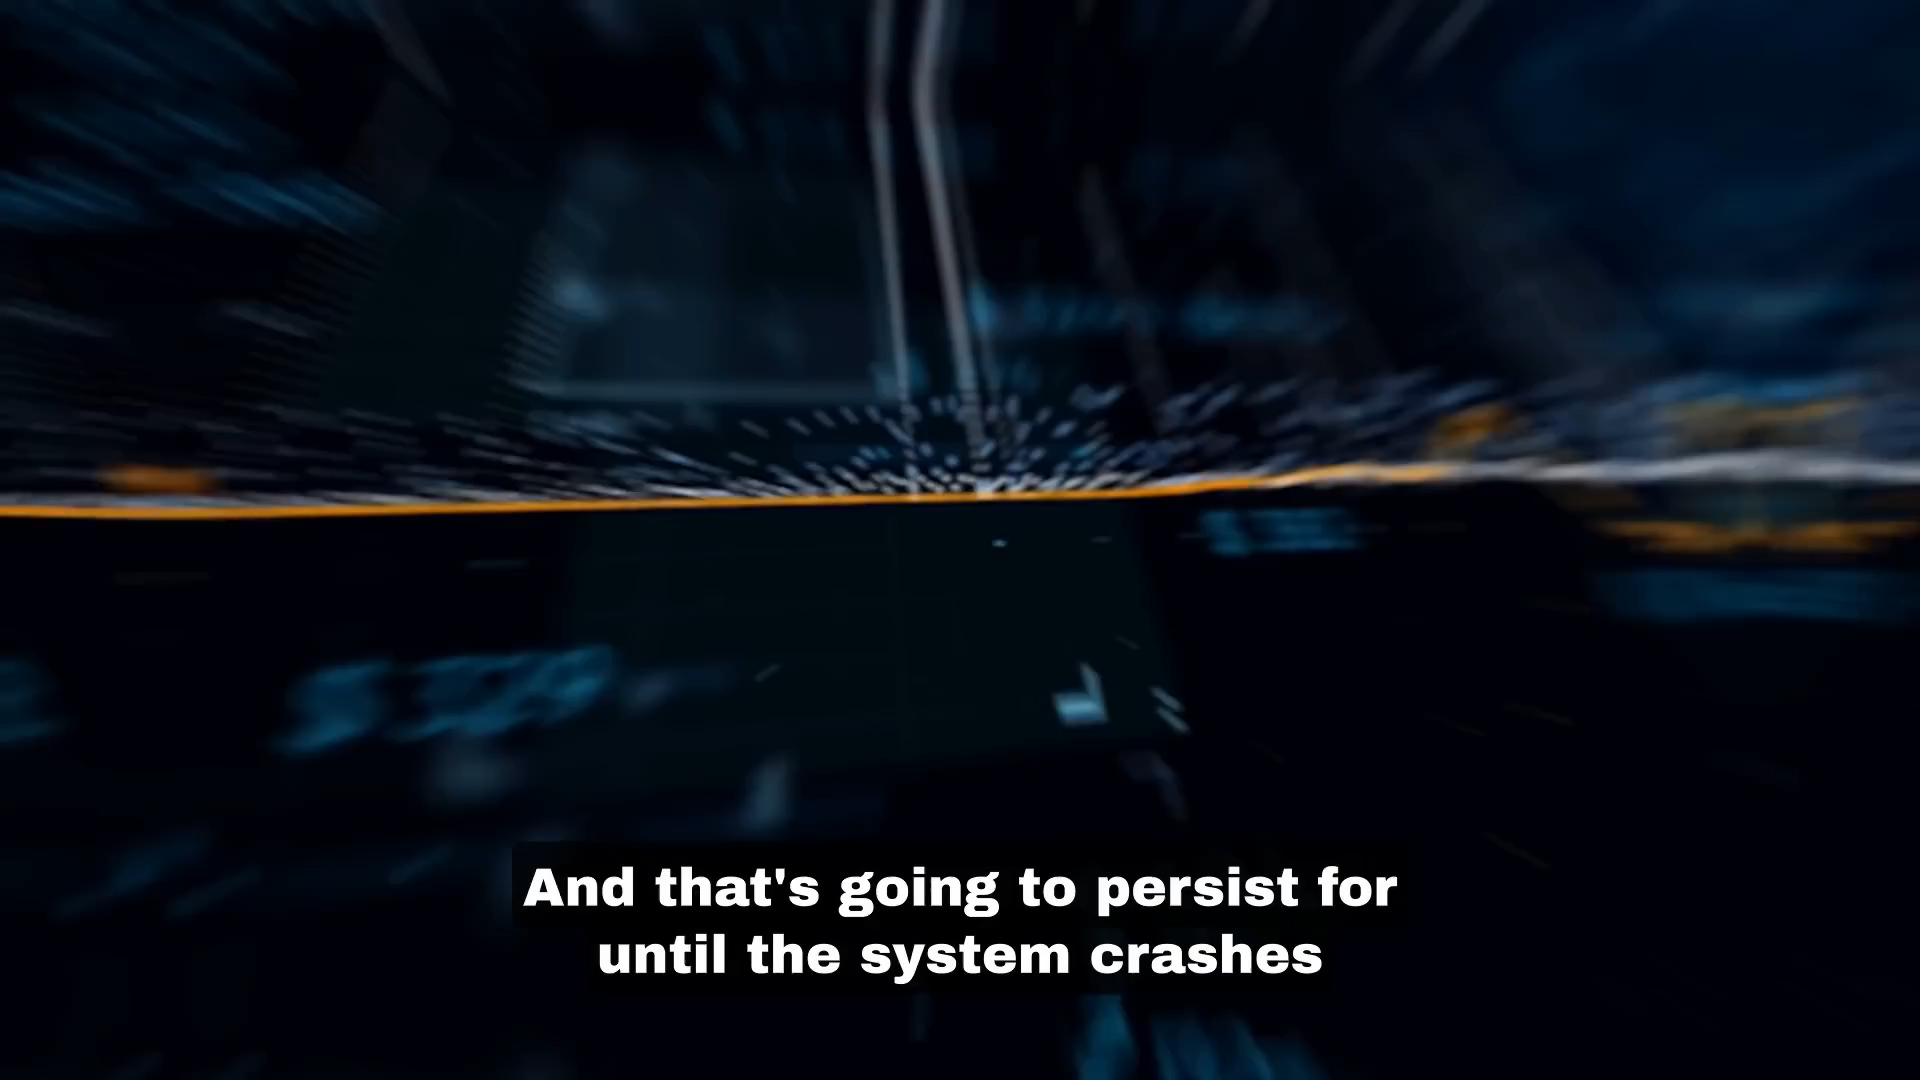 And that's going to persist for
until the system crashes